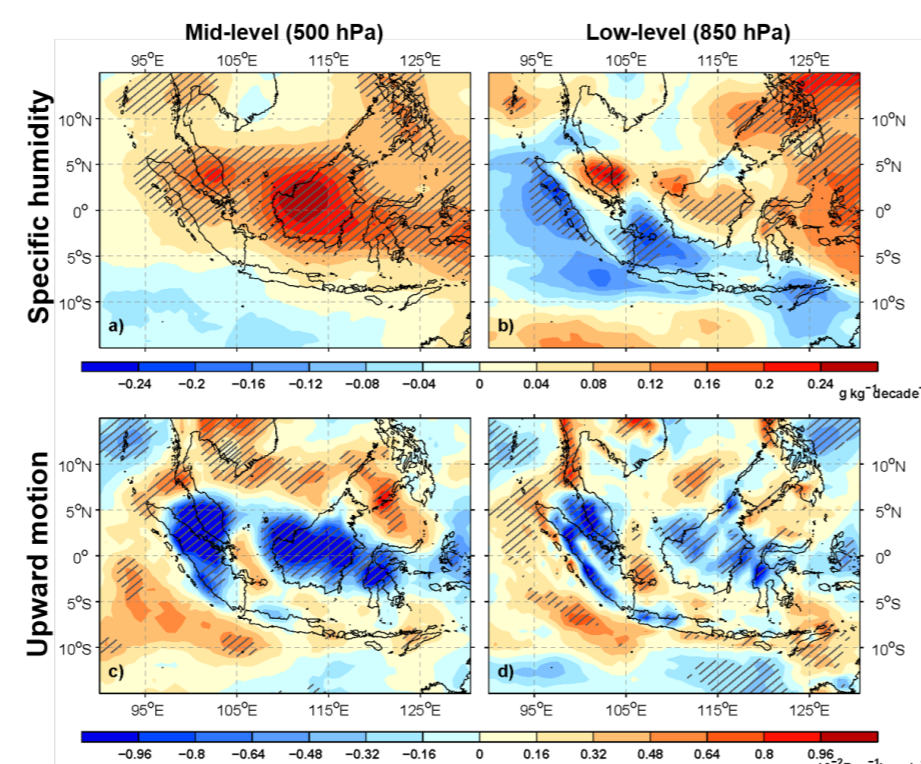 Mid-level (500 hPa) Low-level (850 hPa)
95°E 105°E 115°E 125°E 95°E 105°E 115°E 125°E
Specific humidity
10°N 10°N
5°N 5°N
0° 0°
5°S 5°S
10°S 10°S
a) b)
−0.24 −0.2 −0.16 −0.12 −0.08 −0.04 0 0.04 0.08 0.12 0.16 0.2 0.24
g kg⁻¹decade⁻
Upward motion
10°N 10°N
5°N 5°N
0° 0°
5°S 5°S
10°S 10°S
c) d)
95°E 105°E 115°E 125°E 95°E 105°E 115°E 125°E
−0.96 −0.8 −0.64 −0.48 −0.32 −0.16 0 0.16 0.32 0.48 0.64 0.8 0.96